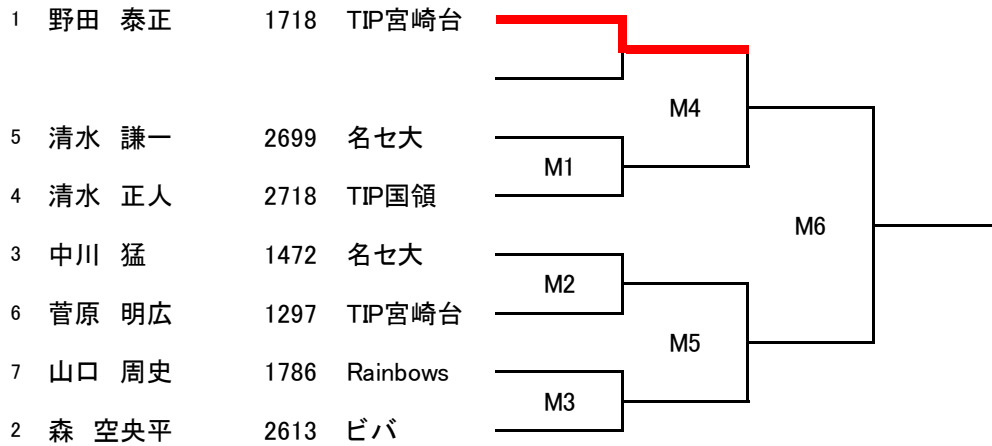 1 野田 泰正 1718 TIP宮崎台
M4
5 清水 謙一 2699 名セ大
M1
4 清水 正人 2718 TIP国領
M6
3 中川 猛 1472 名セ大
M2
6 菅原 明広 1297 TIP宮崎台
M5
7 山口 周史 1786 Rainbows
M3
2 森 空央平 2613 ビバ